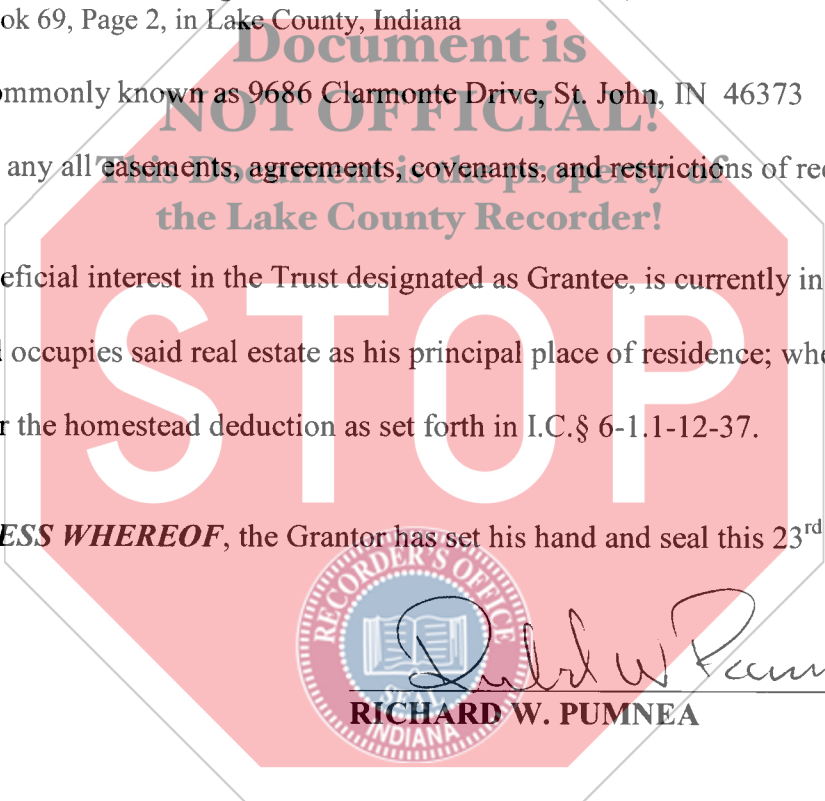 ok 69, Page 2, in Lake County, Indiana
Document is
ommonly known as 9686 Clarmonte Drive, St. John, IN 46373
NOT OFFICIAL!
any all easements, agreements, covenants, and restrictions of rec
This Document is the property of
the Lake County Recorder!
eficial interest in the Trust designated as Grantee, is currently in
STOP
l occupies said real estate as his principal place of residence; whe
r the homestead deduction as set forth in I.C.§ 6-1.1-12-37.
ESS WHEREOF, the Grantor has set his hand and seal this 23rd
RECORDER'S OFFICE
SEAL
INDIANA
Richard W Pumn
RICHARD W. PUMNEA